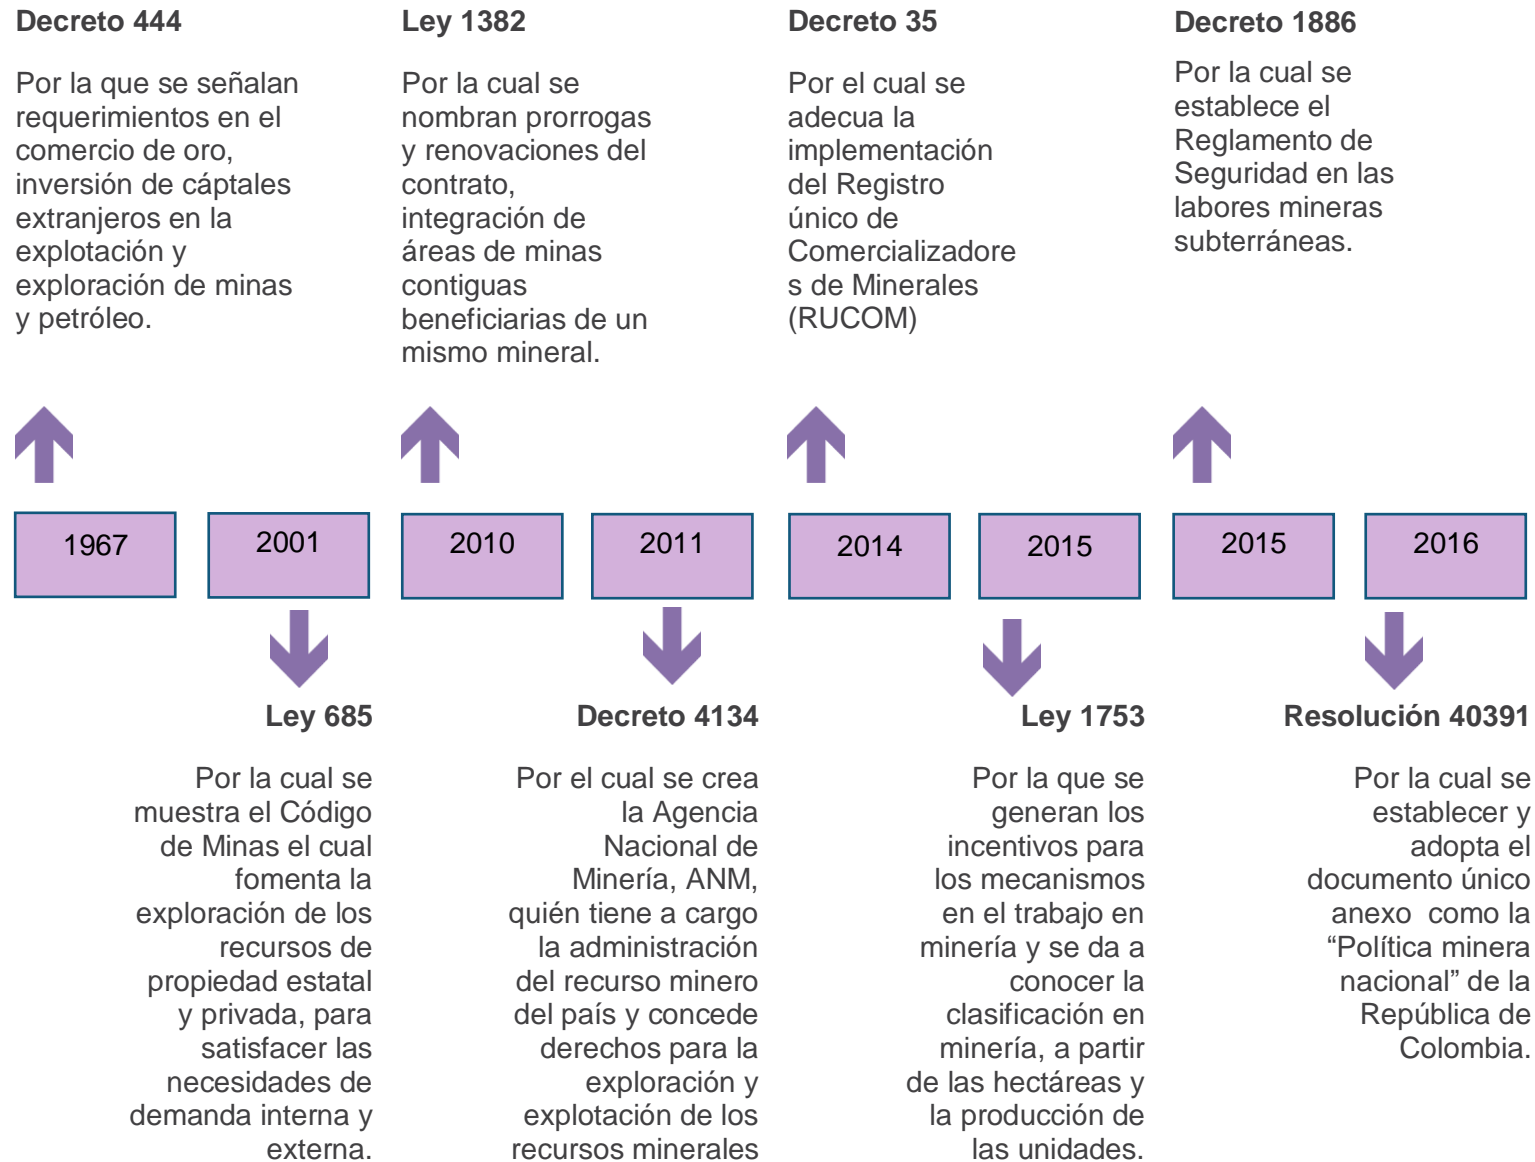 Decreto 444
Por la que se señalan
requerimientos en el
comercio de oro,
inversión de cáptales
extranjeros en la
explotación y
exploración de minas
y petróleo.
Ley 1382
Por la cual se
nombran prorrogas
y renovaciones del
contrato,
integración de
áreas de minas
contiguas
beneficiarias de un
mismo mineral.
Decreto 35
Por el cual se
adecua la
implementación
del Registro
único de
Comercializadore
s de Minerales
(RUCOM)
Decreto 1886
Por la cual se
establece el
Reglamento de
Seguridad en las
labores mineras
subterráneas.
1967
2001
2010
2011
2014
2015
2015
2016
Ley 685
Por la cual se
muestra el Código
de Minas el cual
fomenta la
exploración de los
recursos de
propiedad estatal
y privada, para
satisfacer las
necesidades de
demanda interna y
externa.
Decreto 4134
Por el cual se crea
la Agencia
Nacional de
Minería, ANM,
quién tiene a cargo
la administración
del recurso minero
del país y concede
derechos para la
exploración y
explotación de los
recursos minerales
Ley 1753
Por la que se
generan los
incentivos para
los mecanismos
en el trabajo en
minería y se da a
conocer la
clasificación en
minería, a partir
de las hectáreas y
la producción de
las unidades.
Resolución 40391
Por la cual se
establecer y
adopta el
documento único
anexo  como la
“Política minera
nacional” de la
República de
Colombia.